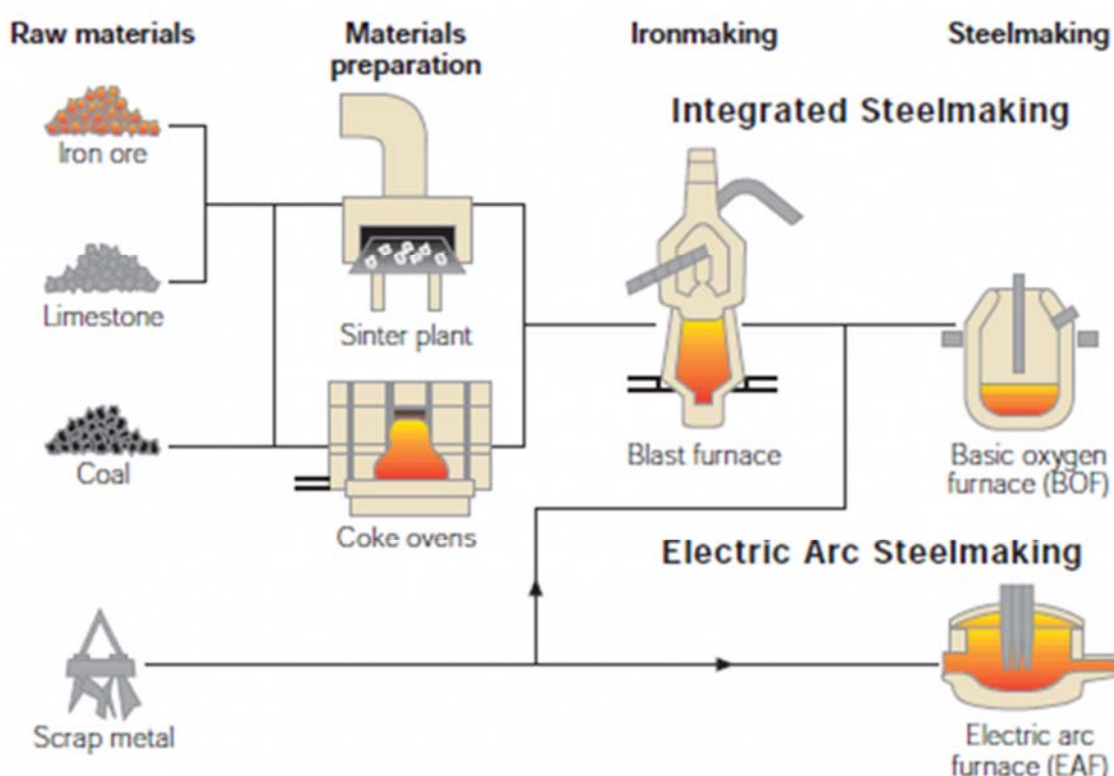 Raw materials
Materials
preparation
Ironmaking
Steelmaking
Integrated Steelmaking
Iron ore
Limestone
Sinter plant
Coal
Blast furnace
Basic oxygen
furnace (BOF)
Coke ovens
Electric Arc Steelmaking
Scrap metal
Electric arc
furnace (EAF)